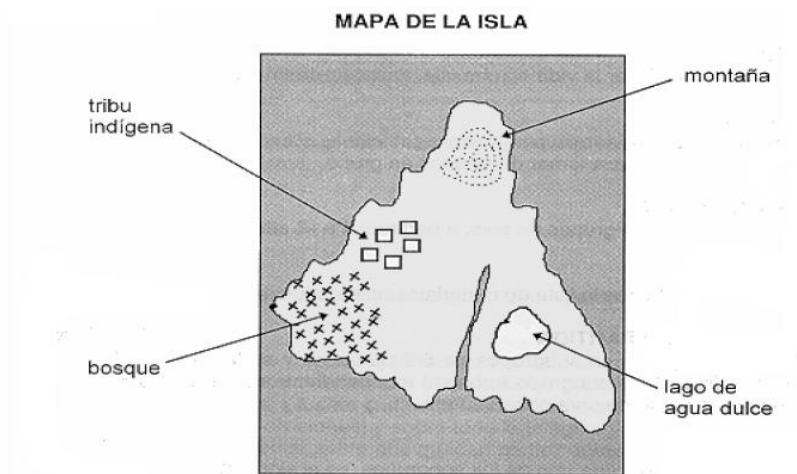 MAPA DE LA ISLA
montaña
tribu
indígena
bosque
lago de
agua dulce